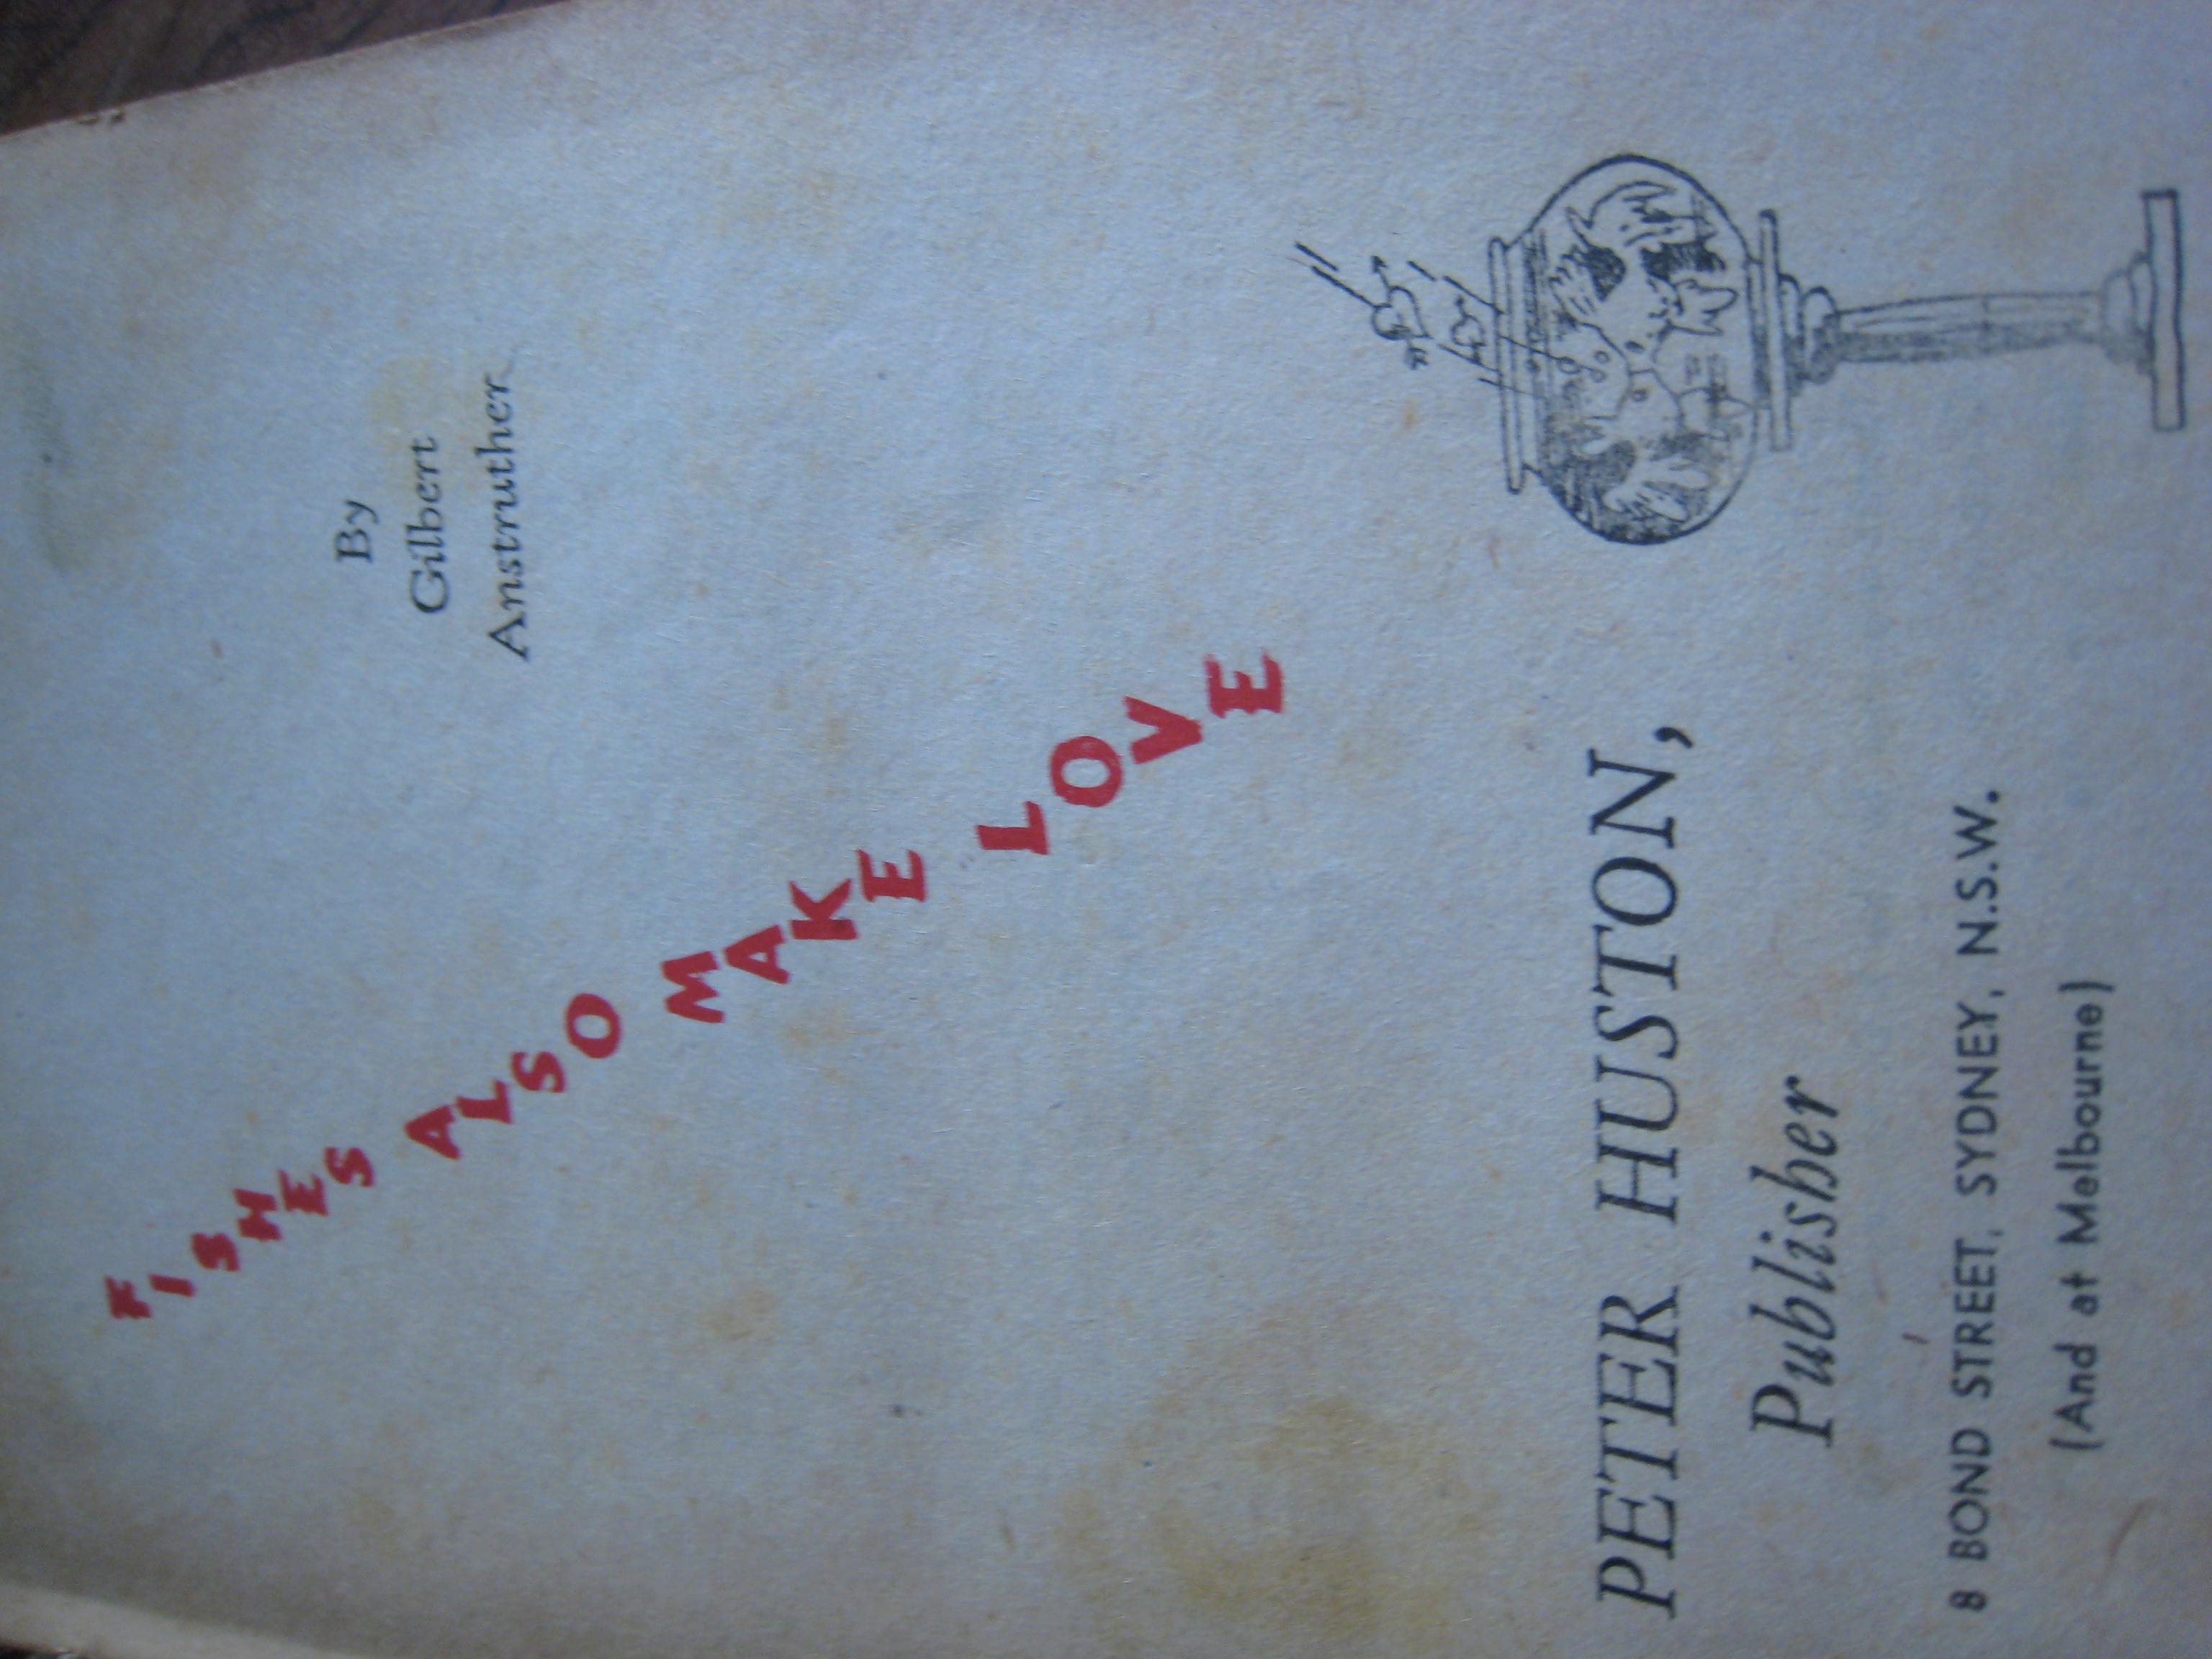 By
Gilbert
Anstruther
FISHES ALSO MAKE LOVE
PETER HUSTON,
Publisher
8 BOND STREET, SYDNEY, N.S.W.
(And at Melbourne)